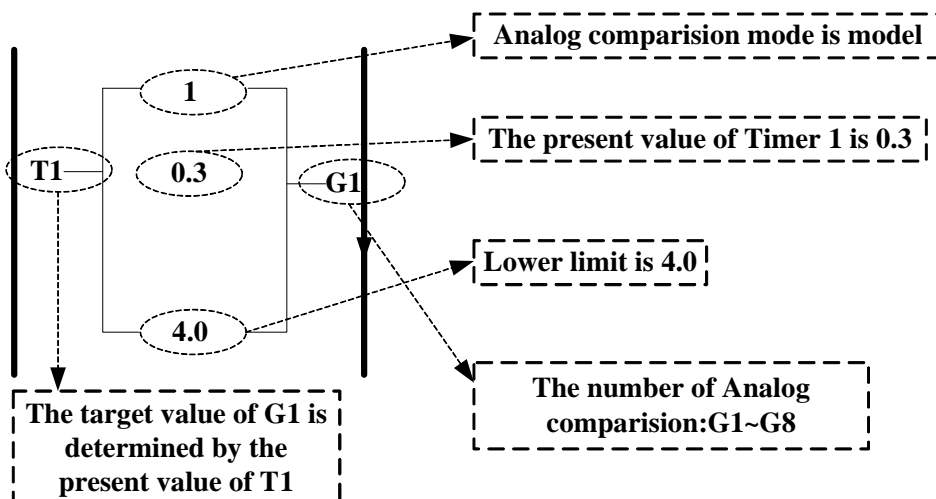 Analog comparision mode is model
1
The present value of Timer 1 is 0.3
T1
0.3
G1
Lower limit is 4.0
4.0
The number of Analog
comparision:G1~G8
The target value of G1 is
determined by the
present value of T1